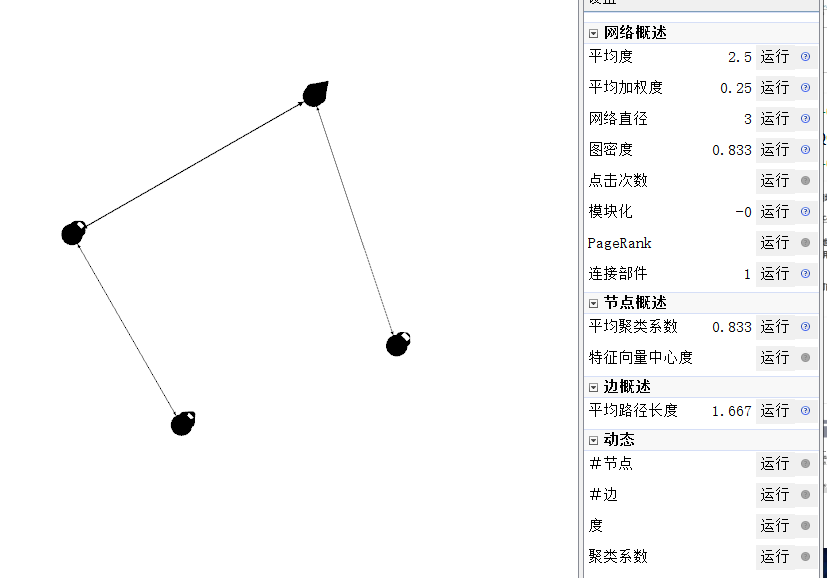 网络概述
平均度 2.5 运行
平均加权度 0.25 运行
网络直径 3 运行
图密度 0.833 运行
点击次数 运行
模块化 -0 运行
PageRank 运行
连接部件 1 运行
节点概述
平均聚类系数 0.833 运行
特征向量中心度 运行
边概述
平均路径长度 1.667 运行
动态
#节点 运行
#边 运行
度 运行
聚类系数 运行